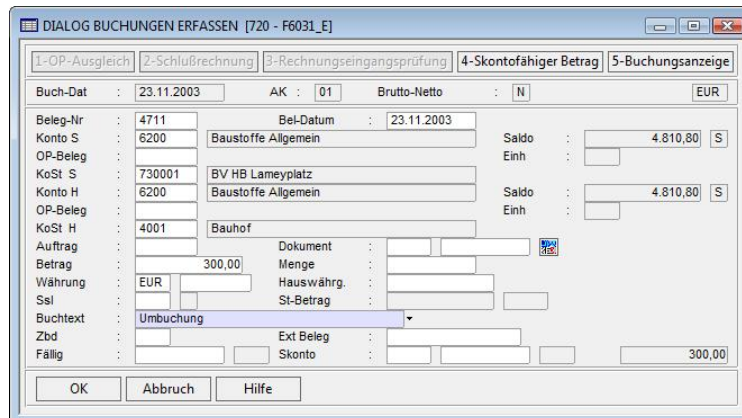 DIALOG BUCHUNGEN ERFASSEN [720 - F6031_E]
1-OP-Ausgleich 2-Schlußrechnung 3-Rechnungseingangsprüfung 4-Skontofähiger Betrag 5-Buchungsanzeige
Buch-Dat : 23.11.2003 AK : 01 Brutto-Netto : N EUR
Beleg-Nr : 4711 Bel-Datum : 23.11.2003
Konto S : 6200 Baustoffe Allgemein Saldo : 4.810,80 S
OP-Beleg : Einh :
KoSt S : 730001 BV HB Lameyplatz
Konto H : 6200 Baustoffe Allgemein Saldo : 4.810,80 S
OP-Beleg : Einh :
KoSt H : 4001 Bauhof
Auftrag : Dokument :
Betrag : 300,00 Menge :
Währung : EUR Hauswährg. :
Ssl : St-Betrag :
Buchtext : Umbuchung
Zbd : Ext Beleg :
Fällig : Skonto : 300,00
OK Abbruch Hilfe